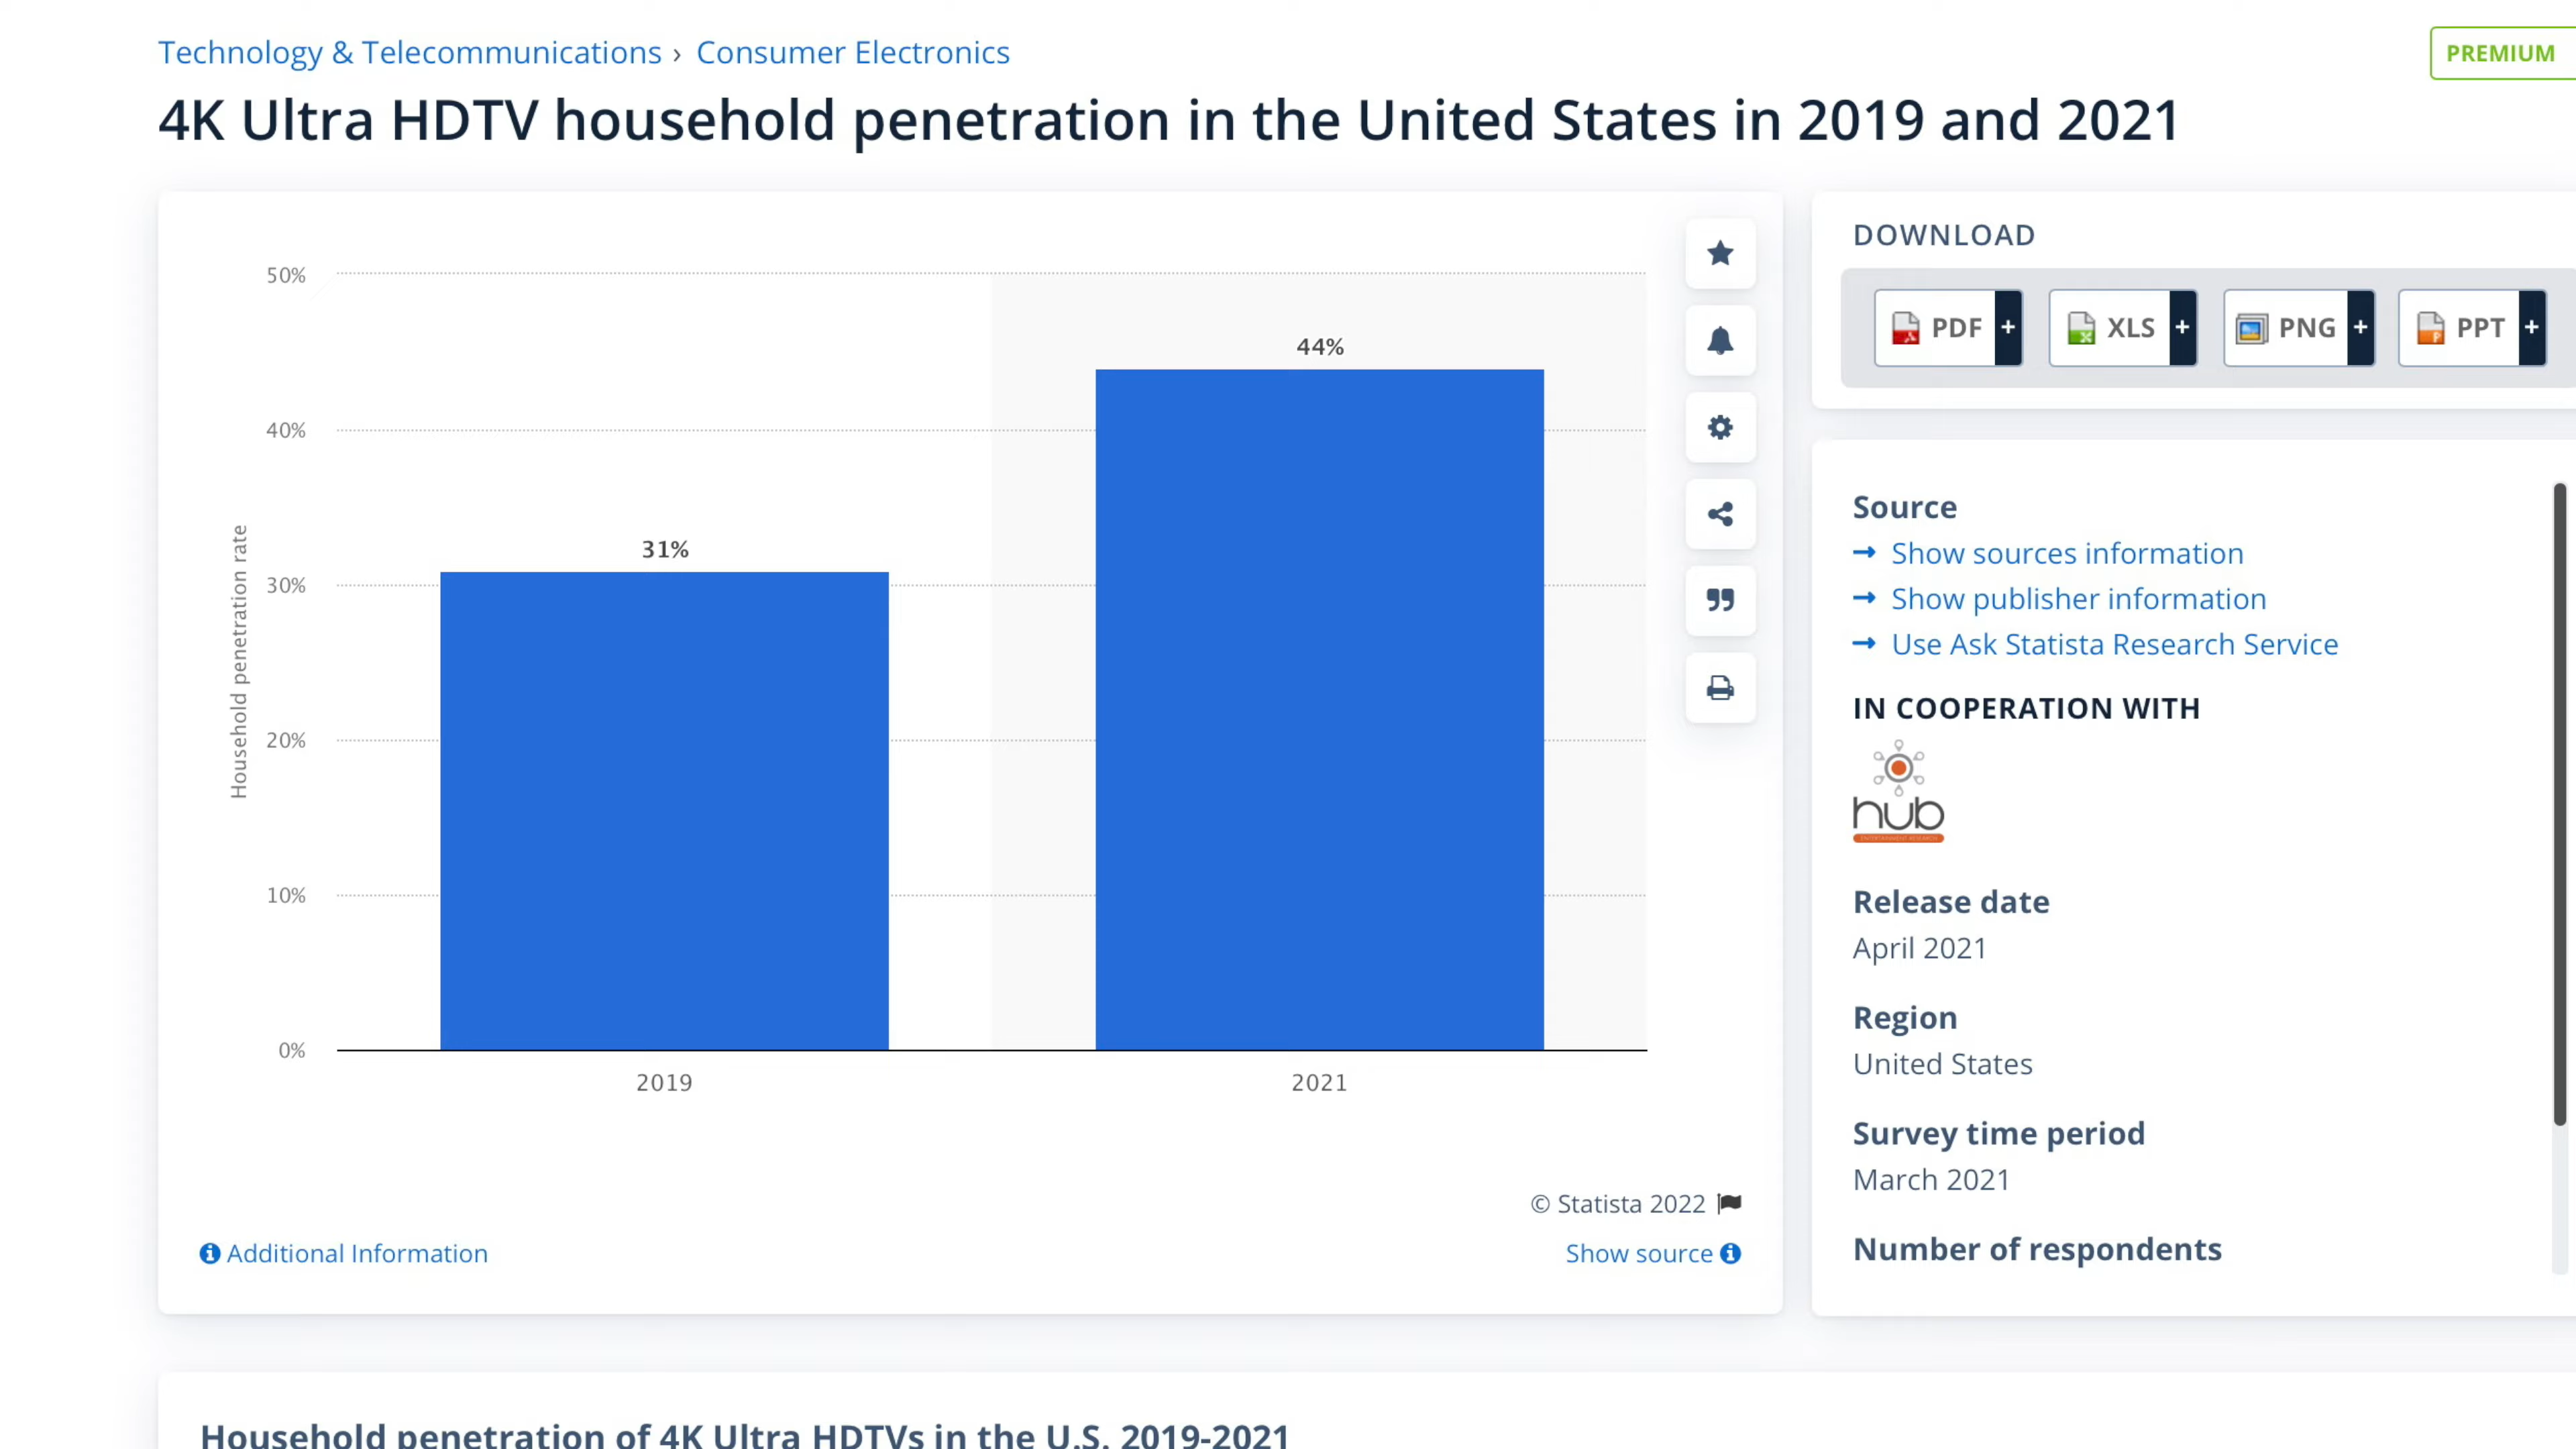 Technology & Telecommunications › Consumer Electronics
PREMIUM
4K Ultra HDTV household penetration in the United States in 2019 and 2021
50%
40%
30%
20%
10%
0%
Household penetration rate
31%
44%
2019
2021
© Statista 2022
Additional Information
Show source
DOWNLOAD
PDF +
XLS +
PNG +
PPT +
Source
→ Show sources information
→ Show publisher information
→ Use Ask Statista Research Service
IN COOPERATION WITH
hub
Release date
April 2021
Region
United States
Survey time period
March 2021
Number of respondents
Household penetration of 4K Ultra HDTVs in the U.S. 2019-2021